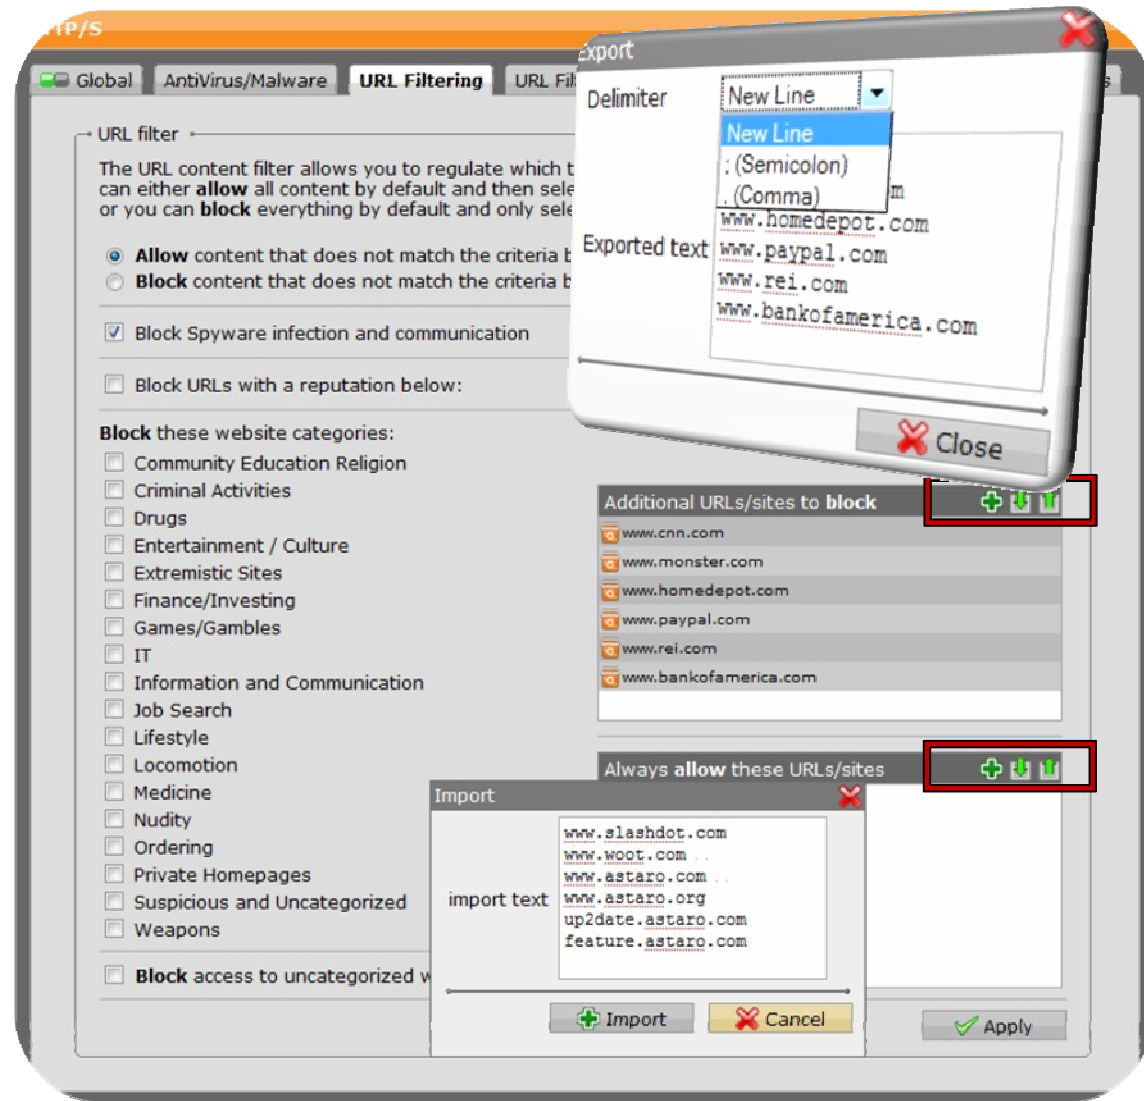 TP/S
Global
AntiVirus/Malware
URL Filtering
URL Fil
s
URL filter
The URL content filter allows you to regulate which t
can either allow all content by default and then sele
or you can block everything by default and only sele
Allow content that does not match the criteria b
Block content that does not match the criteria b
Block Spyware infection and communication
Block URLs with a reputation below:
Block these website categories:
Community Education Religion
Criminal Activities
Drugs
Entertainment / Culture
Extremistic Sites
Finance/Investing
Games/Gambles
IT
Information and Communication
Job Search
Lifestyle
Locomotion
Medicine
Nudity
Ordering
Private Homepages
Suspicious and Uncategorized
Weapons
Block access to uncategorized w
Export
Delimiter
New Line
New Line
; (Semicolon)
, (Comma)
m
Exported text
www.homedepot.com
www.paypal.com
www.rei.com
www.bankofamerica.com
Close
Additional URLs/sites to block
www.cnn.com
www.monster.com
www.homedepot.com
www.paypal.com
www.rei.com
www.bankofamerica.com
Always allow these URLs/sites
Import
import text
www.slashdot.com
www.woot.com
www.astaro.com
www.astaro.org
up2date.astaro.com
feature.astaro.com
Import
Cancel
Apply